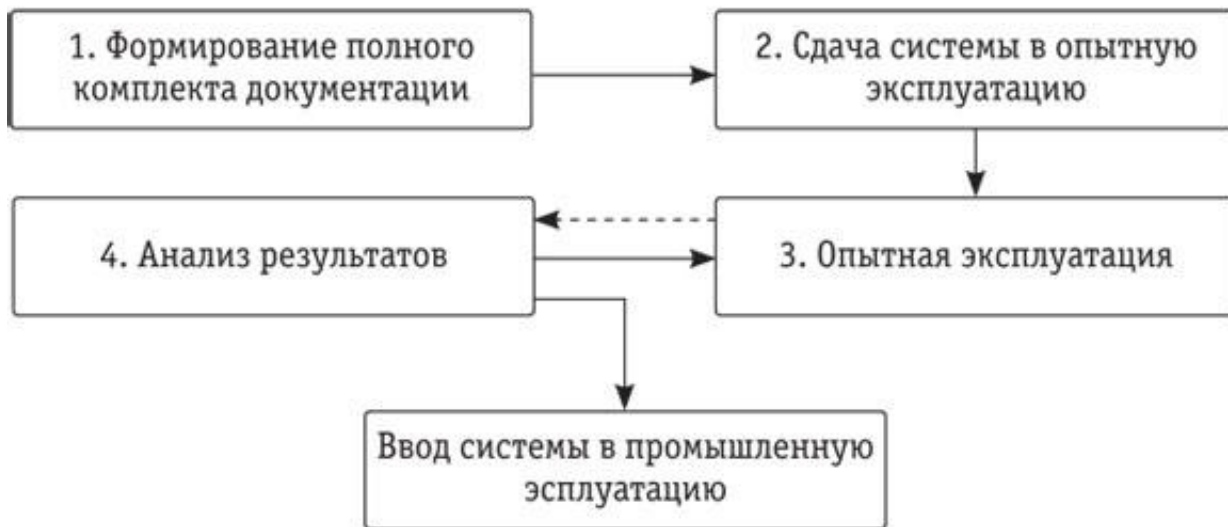 1. Формирование полного
комплекта документации
2. Сдача системы в опытную
эксплуатацию
4. Анализ результатов
3. Опытная эксплуатация
Ввод системы в промышленную
эсплуатацию